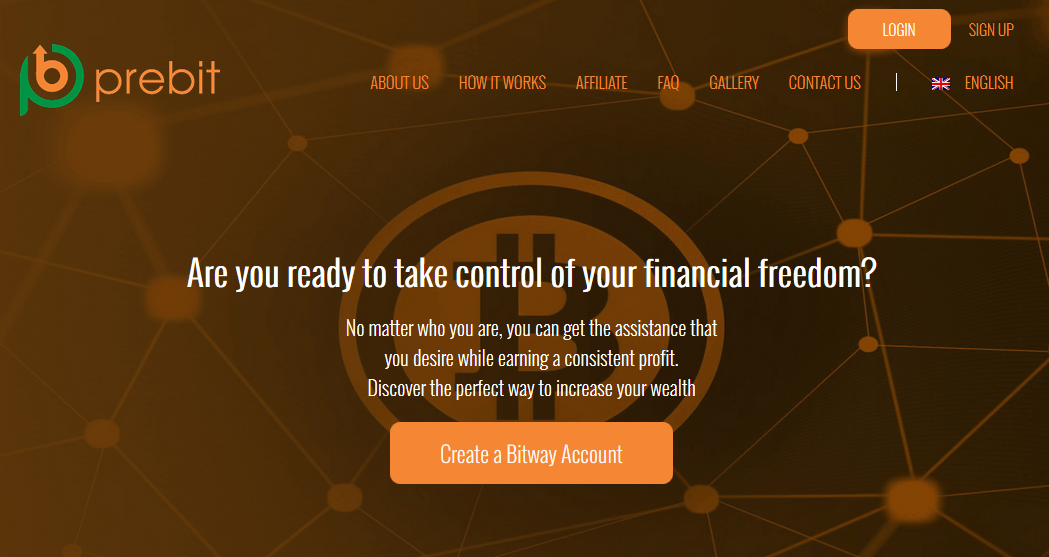 LOGIN
SIGN UP
prebit
ABOUT US
HOW IT WORKS
AFFILIATE
FAQ
GALLERY
CONTACT US
ENGLISH
Are you ready to take control of your financial freedom?
No matter who you are, you can get the assistance that
you desire while earning a consistent profit.
Discover the perfect way to increase your wealth
Create a Bitway Account